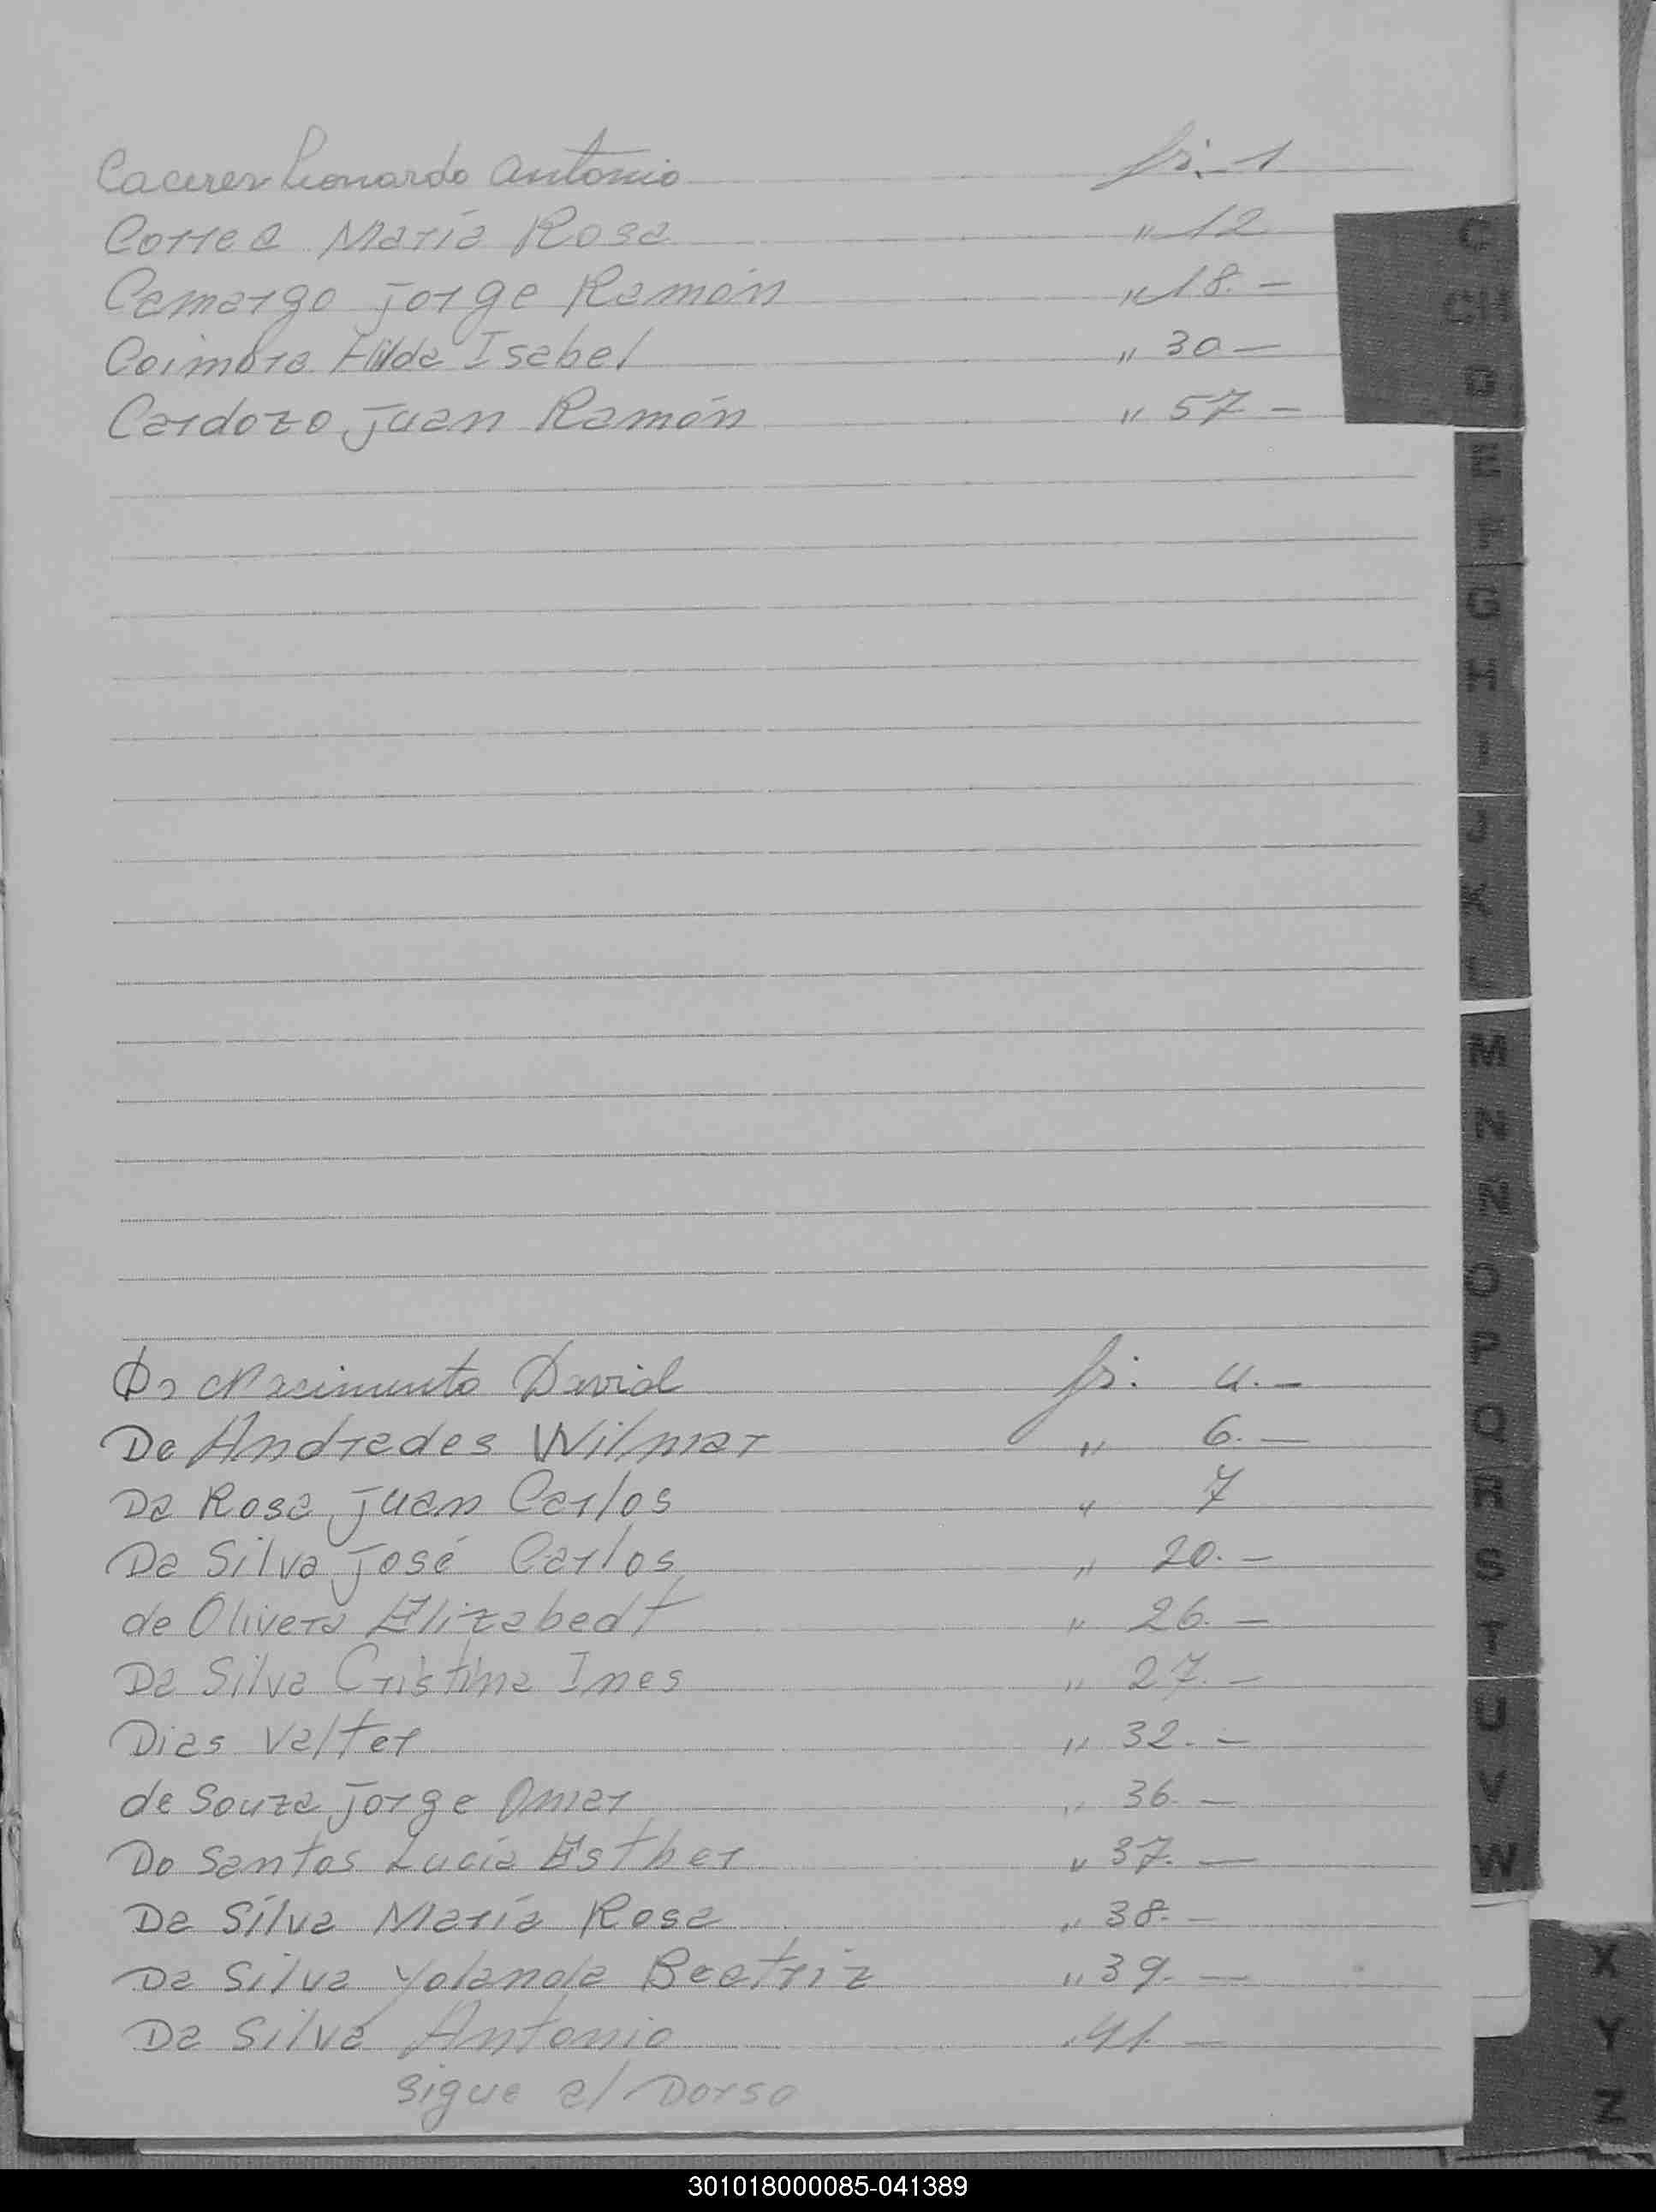 Caceres Leonardo Antonio fs. 1
Correa María Rosa " 12
Camargo Jorge Ramón " 18. -
Coimbra Hilda Isabel " 30 -
Cardozo Juan Ramón " 57 -
Da Nacimiento David fs: 4. -
De Andrades Wilmar " 6. -
Da Rosa Juan Carlos " 7
Da Silva José Carlos " 20. -
de Olivera Elizabedt " 26. -
Da Silva Cristina Ines " 27. -
Dias Valter " 32. -
de Souza Jorge Omar " 36. -
Do Santos Lucía Esther " 37. -
Da Silva María Rosa " 38. -
Da Silva Yolanda Beatriz " 39. -
Da Silva Antonio " 41. -
sigue al Dorso
C
CH
D
E
F
G
H
I
J
K
L
M
N
Ñ
O
P
Q
R
S
T
U
V
W
X
Y
Z
301018000085-041389